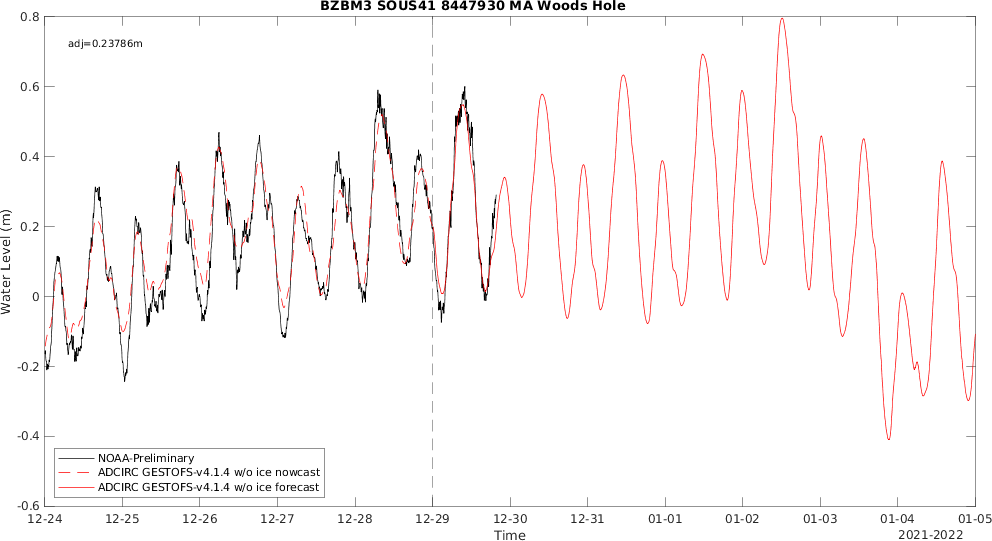 BZBM3 SOUS41 8447930 MA Woods Hole
adj=0.23786m
0.8
0.6
0.4
0.2
0
-0.2
-0.4
-0.6
Water Level (m)
NOAA-Preliminary
ADCIRC GESTOFS-v4.1.4 w/o ice nowcast
ADCIRC GESTOFS-v4.1.4 w/o ice forecast
12-24 12-25 12-26 12-27 12-28 12-29 12-30 12-31 01-01 01-02 01-03 01-04 01-05
Time
2021-2022